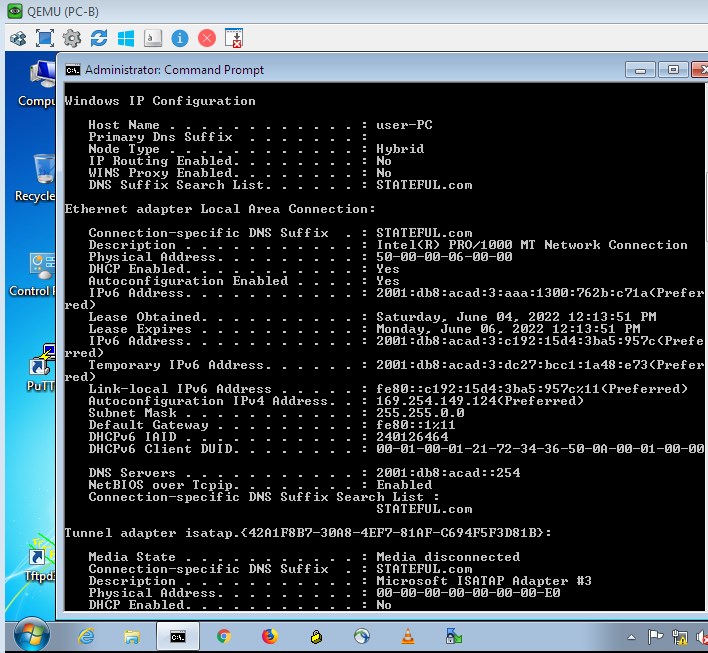 QEMU (PC-B)
Administrator: Command Prompt
Compu
Recycle
Control P
PuTT
Tftpd
Windows IP Configuration
Host Name . . . . . . . . . . . . : user-PC
Primary Dns Suffix . . . . . . . :
Node Type . . . . . . . . . . . . : Hybrid
IP Routing Enabled. . . . . . . . : No
WINS Proxy Enabled. . . . . . . . : No
DNS Suffix Search List. . . . . . : STATEFUL.com
Ethernet adapter Local Area Connection:
Connection-specific DNS Suffix . : STATEFUL.com
Description . . . . . . . . . . . : Intel(R) PRO/1000 MT Network Connection
Physical Address. . . . . . . . . : 50-00-00-06-00-00
DHCP Enabled. . . . . . . . . . . : Yes
Autoconfiguration Enabled . . . . : Yes
IPv6 Address. . . . . . . . . . . : 2001:db8:acad:3:aaa:1300:762b:c71a(Prefer
red)
Lease Obtained. . . . . . . . . . : Saturday, June 04, 2022 12:13:51 PM
Lease Expires . . . . . . . . . . : Monday, June 06, 2022 12:13:51 PM
IPv6 Address. . . . . . . . . . . : 2001:db8:acad:3:c192:15d4:3ba5:957c(Prefe
rred)
Temporary IPv6 Address. . . . . . : 2001:db8:acad:3:dc27:bcc1:1a48:e73(Prefer
red)
Link-local IPv6 Address . . . . . : fe80::c192:15d4:3ba5:957c%11(Preferred)
Autoconfiguration IPv4 Address. . : 169.254.149.124(Preferred)
Subnet Mask . . . . . . . . . . . : 255.255.0.0
Default Gateway . . . . . . . . . : fe80::1%11
DHCPv6 IAID . . . . . . . . . . . : 240126464
DHCPv6 Client DUID. . . . . . . . : 00-01-00-01-21-72-34-36-50-0A-00-01-00-00
DNS Servers . . . . . . . . . . . : 2001:db8:acad::254
NetBIOS over Tcpip. . . . . . . . : Enabled
Connection-specific DNS Suffix Search List :
STATEFUL.com
Tunnel adapter isatap.{42A1F8B7-30A8-4EF7-81AF-C694F5F3D81B}:
Media State . . . . . . . . . . . : Media disconnected
Connection-specific DNS Suffix . : STATEFUL.com
Description . . . . . . . . . . . : Microsoft ISATAP Adapter #3
Physical Address. . . . . . . . . : 00-00-00-00-00-00-00-E0
DHCP Enabled. . . . . . . . . . . : No